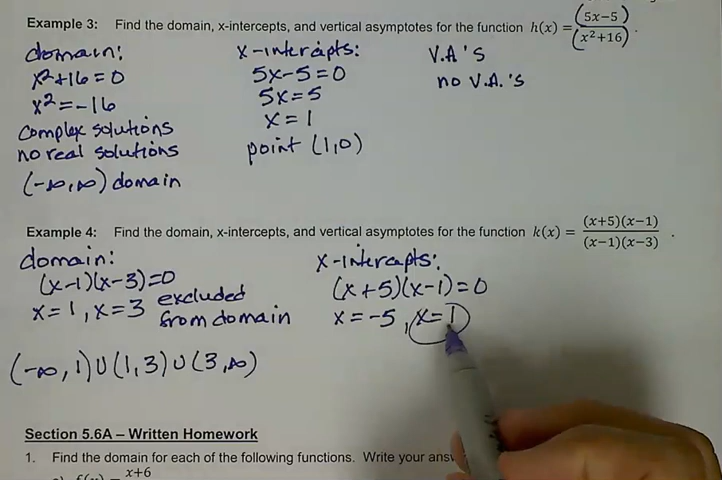 Example 3: Find the domain, x-intercepts, and vertical asymptotes for the function h(x) = (5x-5)/(x²+16).
domain:
x²+16=0
x²=-16
complex solutions
no real solutions
(-∞,∞) domain
x-intercepts:
5x-5=0
5x=5
x=1
point (1,0)
V.A'S
no V.A.'s
Example 4: Find the domain, x-intercepts, and vertical asymptotes for the function k(x) = (x+5)(x-1)/(x-1)(x-3).
domain:
(x-1)(x-3)=0
x=1, x=3 excluded
from domain
(-∞,1)∪(1,3)∪(3,∞)
x-intercepts:
(x+5)(x-1)=0
x=-5, x=1
Section 5.6A – Written Homework
1. Find the domain for each of the following functions. Write your
x+6